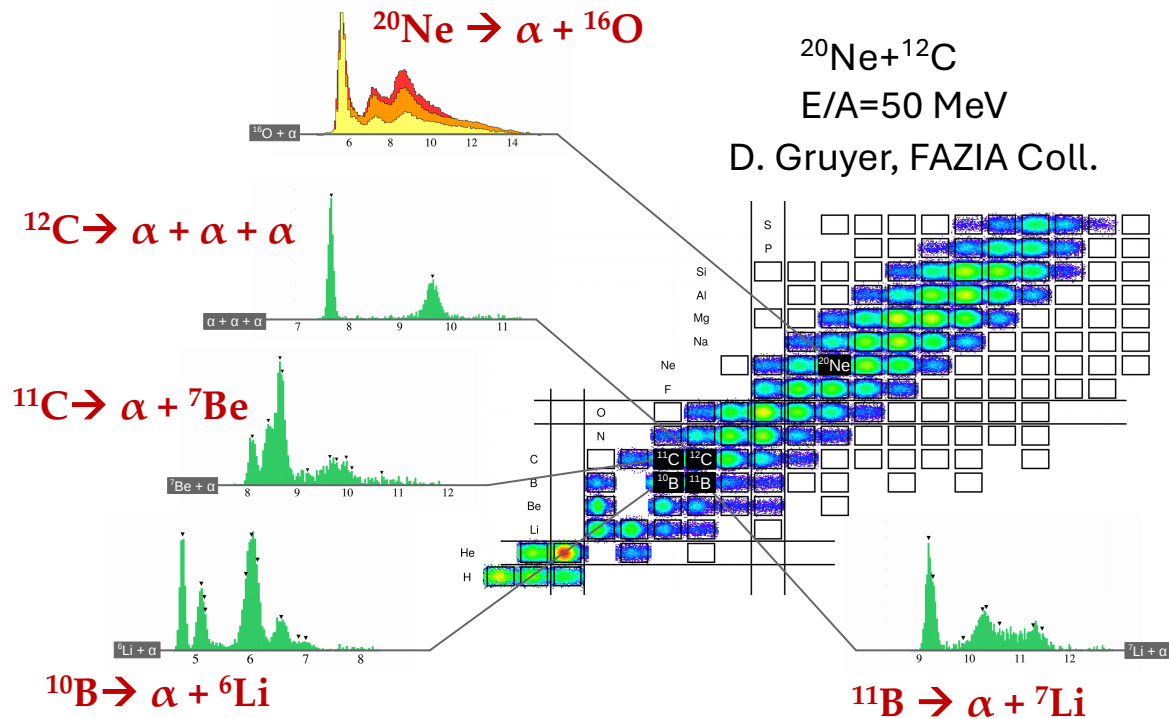 ²⁰Ne → α + ¹⁶O
²⁰Ne+¹²C
E/A=50 MeV
D. Gruyer, FAZIA Coll.
¹⁶O + α
6 8 10 12 14
¹²C→ α + α + α
α + α + α
7 8 9 10 11
¹¹C→ α + ⁷Be
⁷Be + α
8 9 10 11 12
⁶Li + α
5 6 7 8
¹⁰B→ α + ⁶Li
S
P
Si
Al
Mg
Na
Ne
²⁰Ne
F
O
N
C
¹¹C ¹²C
B
¹⁰B ¹¹B
Be
Li
He
H
9 10 11 12
⁷Li + α
¹¹B → α + ⁷Li